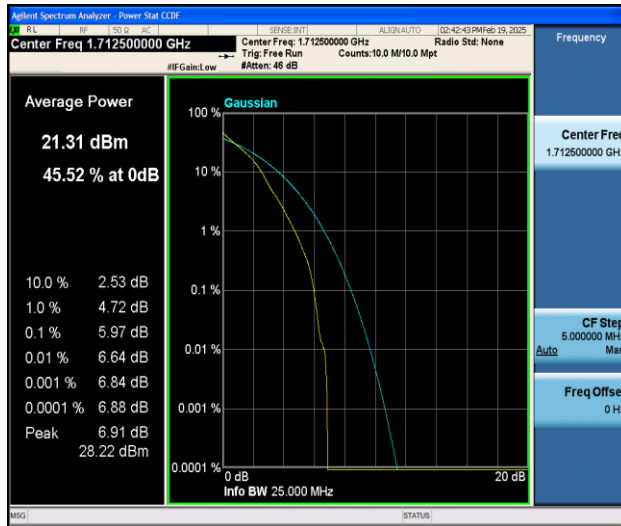 Agilent Spectrum Analyzer - Power Stat CCDF
RL RF 50 Ω AC SENSE:INT ALIGN AUTO 02:42:43 PM Feb 19, 2025
Center Freq 1.712500000 GHz
Center Freq: 1.712500000 GHz Radio Std: None
Trig: Free Run Counts:10.0 M/10.0 Mpt
#IFGain:Low #Atten: 46 dB
Frequency
Average Power
21.31 dBm
45.52 % at 0dB
10.0 % 2.53 dB
1.0 % 4.72 dB
0.1 % 5.97 dB
0.01 % 6.64 dB
0.001 % 6.84 dB
0.0001 % 6.88 dB
Peak 6.91 dB
28.22 dBm
Gaussian
100 %
10 %
1 %
0.1 %
0.01 %
0.001 %
0.0001 %
0 dB 20 dB
Info BW 25.000 MHz
Center Fre
1.712500000 GH
CF Step
5.000000 MH
Auto Ma
Freq Offse
0 H
MSG STATUS